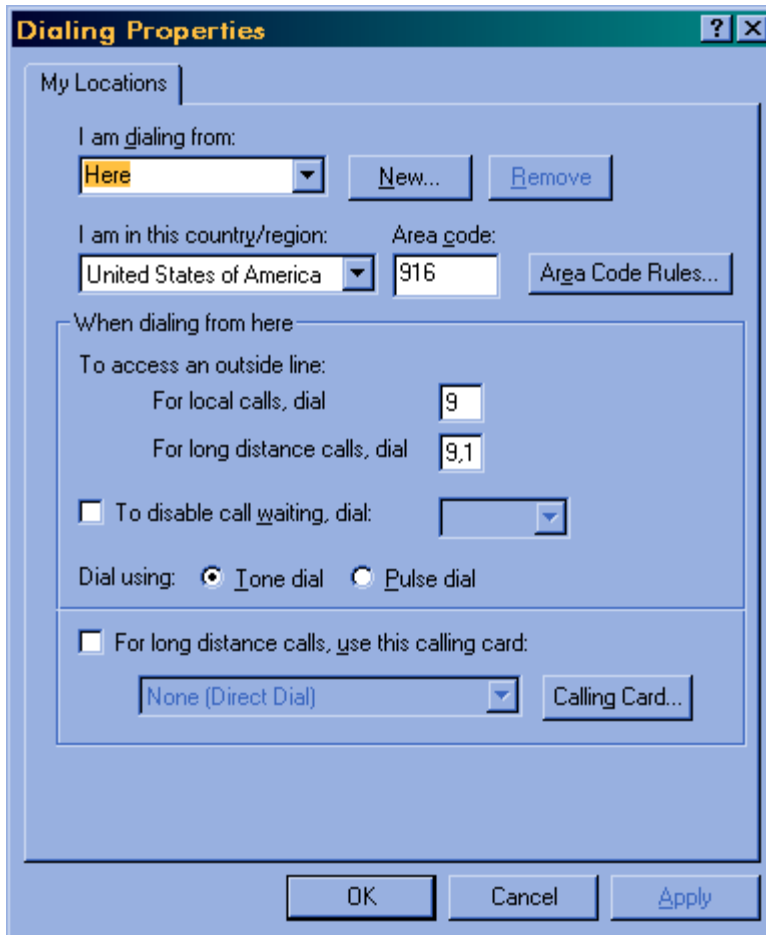 Dialing Properties
My Locations
I am dialing from:
Here New... Remove
I am in this country/region: Area code:
United States of America 916 Area Code Rules...
When dialing from here
To access an outside line:
For local calls, dial 9
For long distance calls, dial 9,1
To disable call waiting, dial:
Dial using: Tone dial Pulse dial
For long distance calls, use this calling card:
None (Direct Dial) Calling Card...
OK Cancel Apply